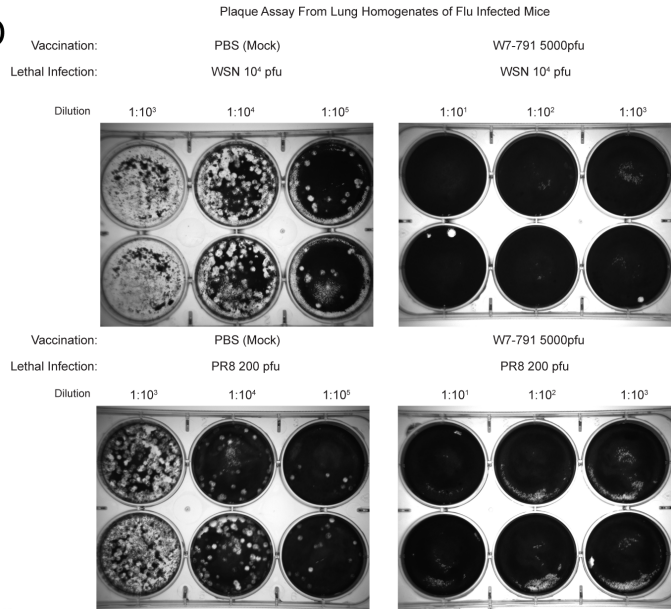 Plaque Assay From Lung Homogenates of Flu Infected Mice
Vaccination: PBS (Mock) W7-791 5000pfu
Lethal Infection: WSN 10⁴ pfu WSN 10⁴ pfu
Dilution 1:10³ 1:10⁴ 1:10⁵ 1:10¹ 1:10² 1:10³
Vaccination: PBS (Mock) W7-791 5000pfu
Lethal Infection: PR8 200 pfu PR8 200 pfu
Dilution 1:10³ 1:10⁴ 1:10⁵ 1:10¹ 1:10² 1:10³